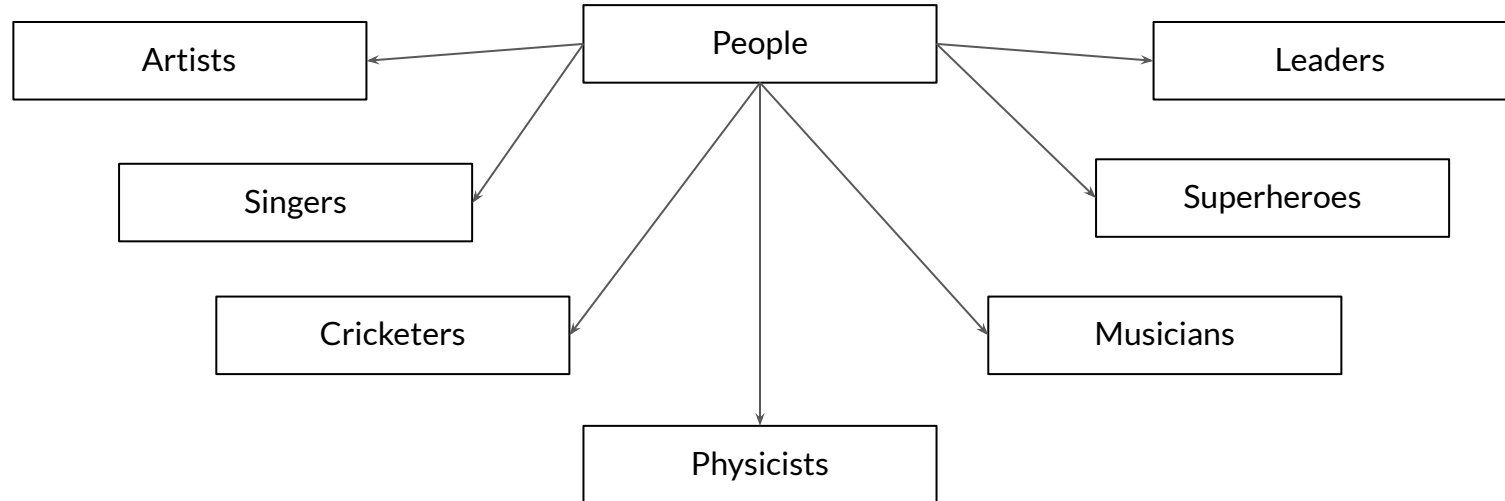 People
Artists
Leaders
Singers
Superheroes
Cricketers
Musicians
Physicists